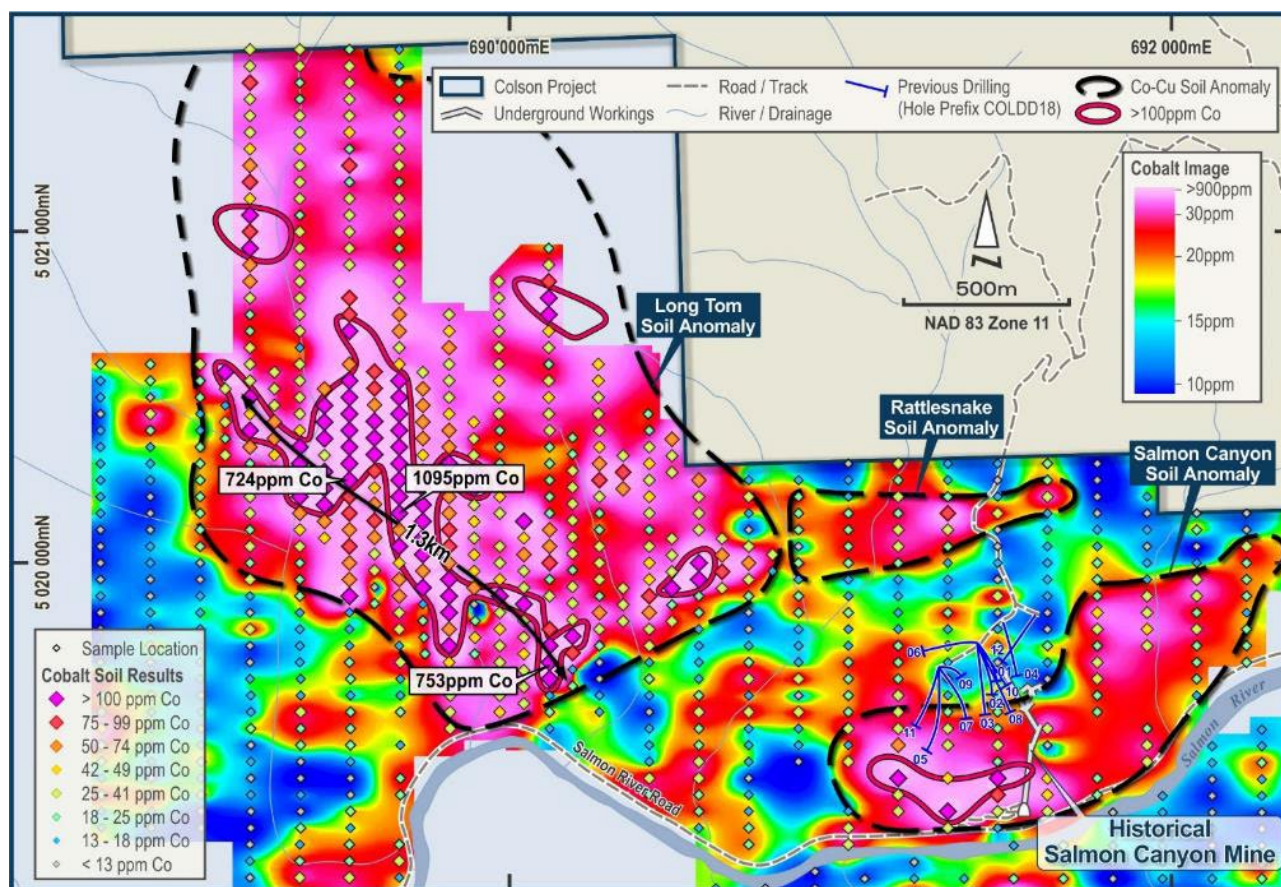 690 000mE
692 000mE
Colson Project
Underground Workings
Road / Track
River / Drainage
Previous Drilling
(Hole Prefix COLDD18)
Co-Cu Soil Anomaly
>100ppm Co
Cobalt Image
>900ppm
30ppm
20ppm
15ppm
10ppm
5 021 000mN
N
500m
NAD 83 Zone 11
Long Tom
Soil Anomaly
Rattlesnake
Soil Anomaly
Salmon Canyon
Soil Anomaly
724ppm Co
1095ppm Co
1.3km
5 020 000mN
753ppm Co
06
12
01
04
09
10
02
11
07
03
08
05
Sample Location
Cobalt Soil Results
> 100 ppm Co
75 - 99 ppm Co
50 - 74 ppm Co
42 - 49 ppm Co
25 - 41 ppm Co
18 - 25 ppm Co
13 - 18 ppm Co
< 13 ppm Co
Salmon River Road
Salmon River
Historical
Salmon Canyon Mine